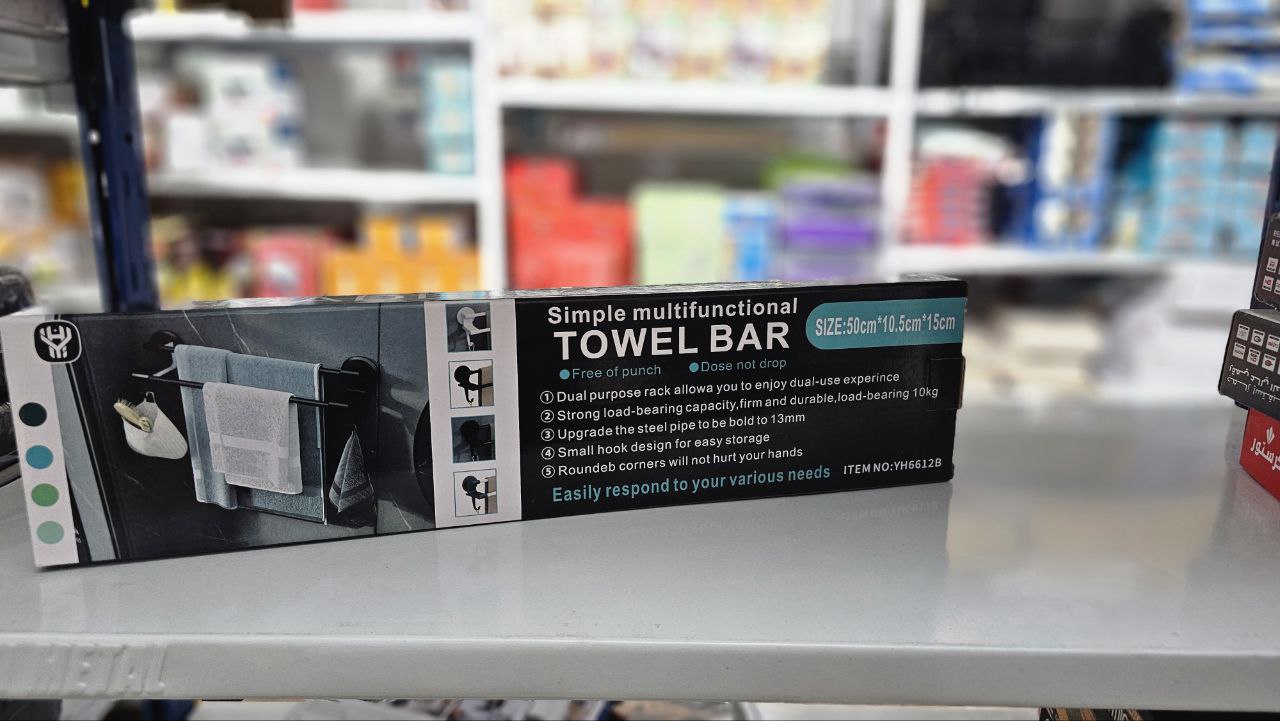 Simple multifunctional
TOWEL BAR
SIZE:50cm*10.5cm*15cm
●Free of punch ●Dose not drop
① Dual purpose rack allowa you to enjoy dual-use experince
② Strong load-bearing capacity,firm and durable,load-bearing 10kg
③ Upgrade the steel pipe to be bold to 13mm
④ Small hook design for easy storage
⑤ Roundeb corners will not hurt your hands
Easily respond to your various needs
ITEM NO:YH6612B
METAL